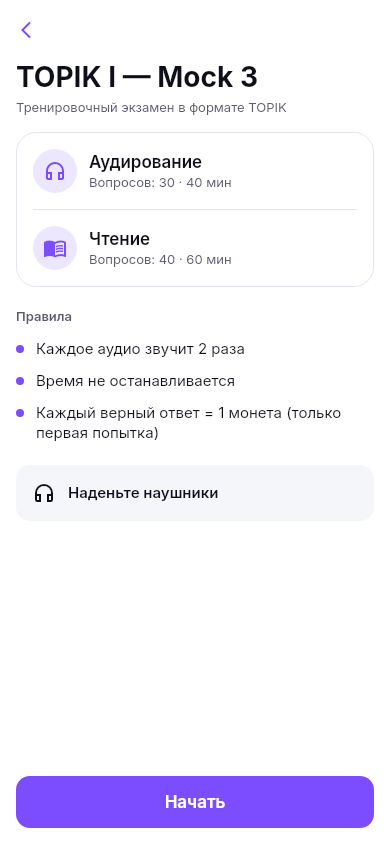 TOPIK I — Mock 3
Тренировочный экзамен в формате TOPIK
Аудирование
Вопросов: 30 · 40 мин
Чтение
Вопросов: 40 · 60 мин
Правила
Каждое аудио звучит 2 раза
Время не останавливается
Каждый верный ответ = 1 монета (только
первая попытка)
Наденьте наушники
Начать